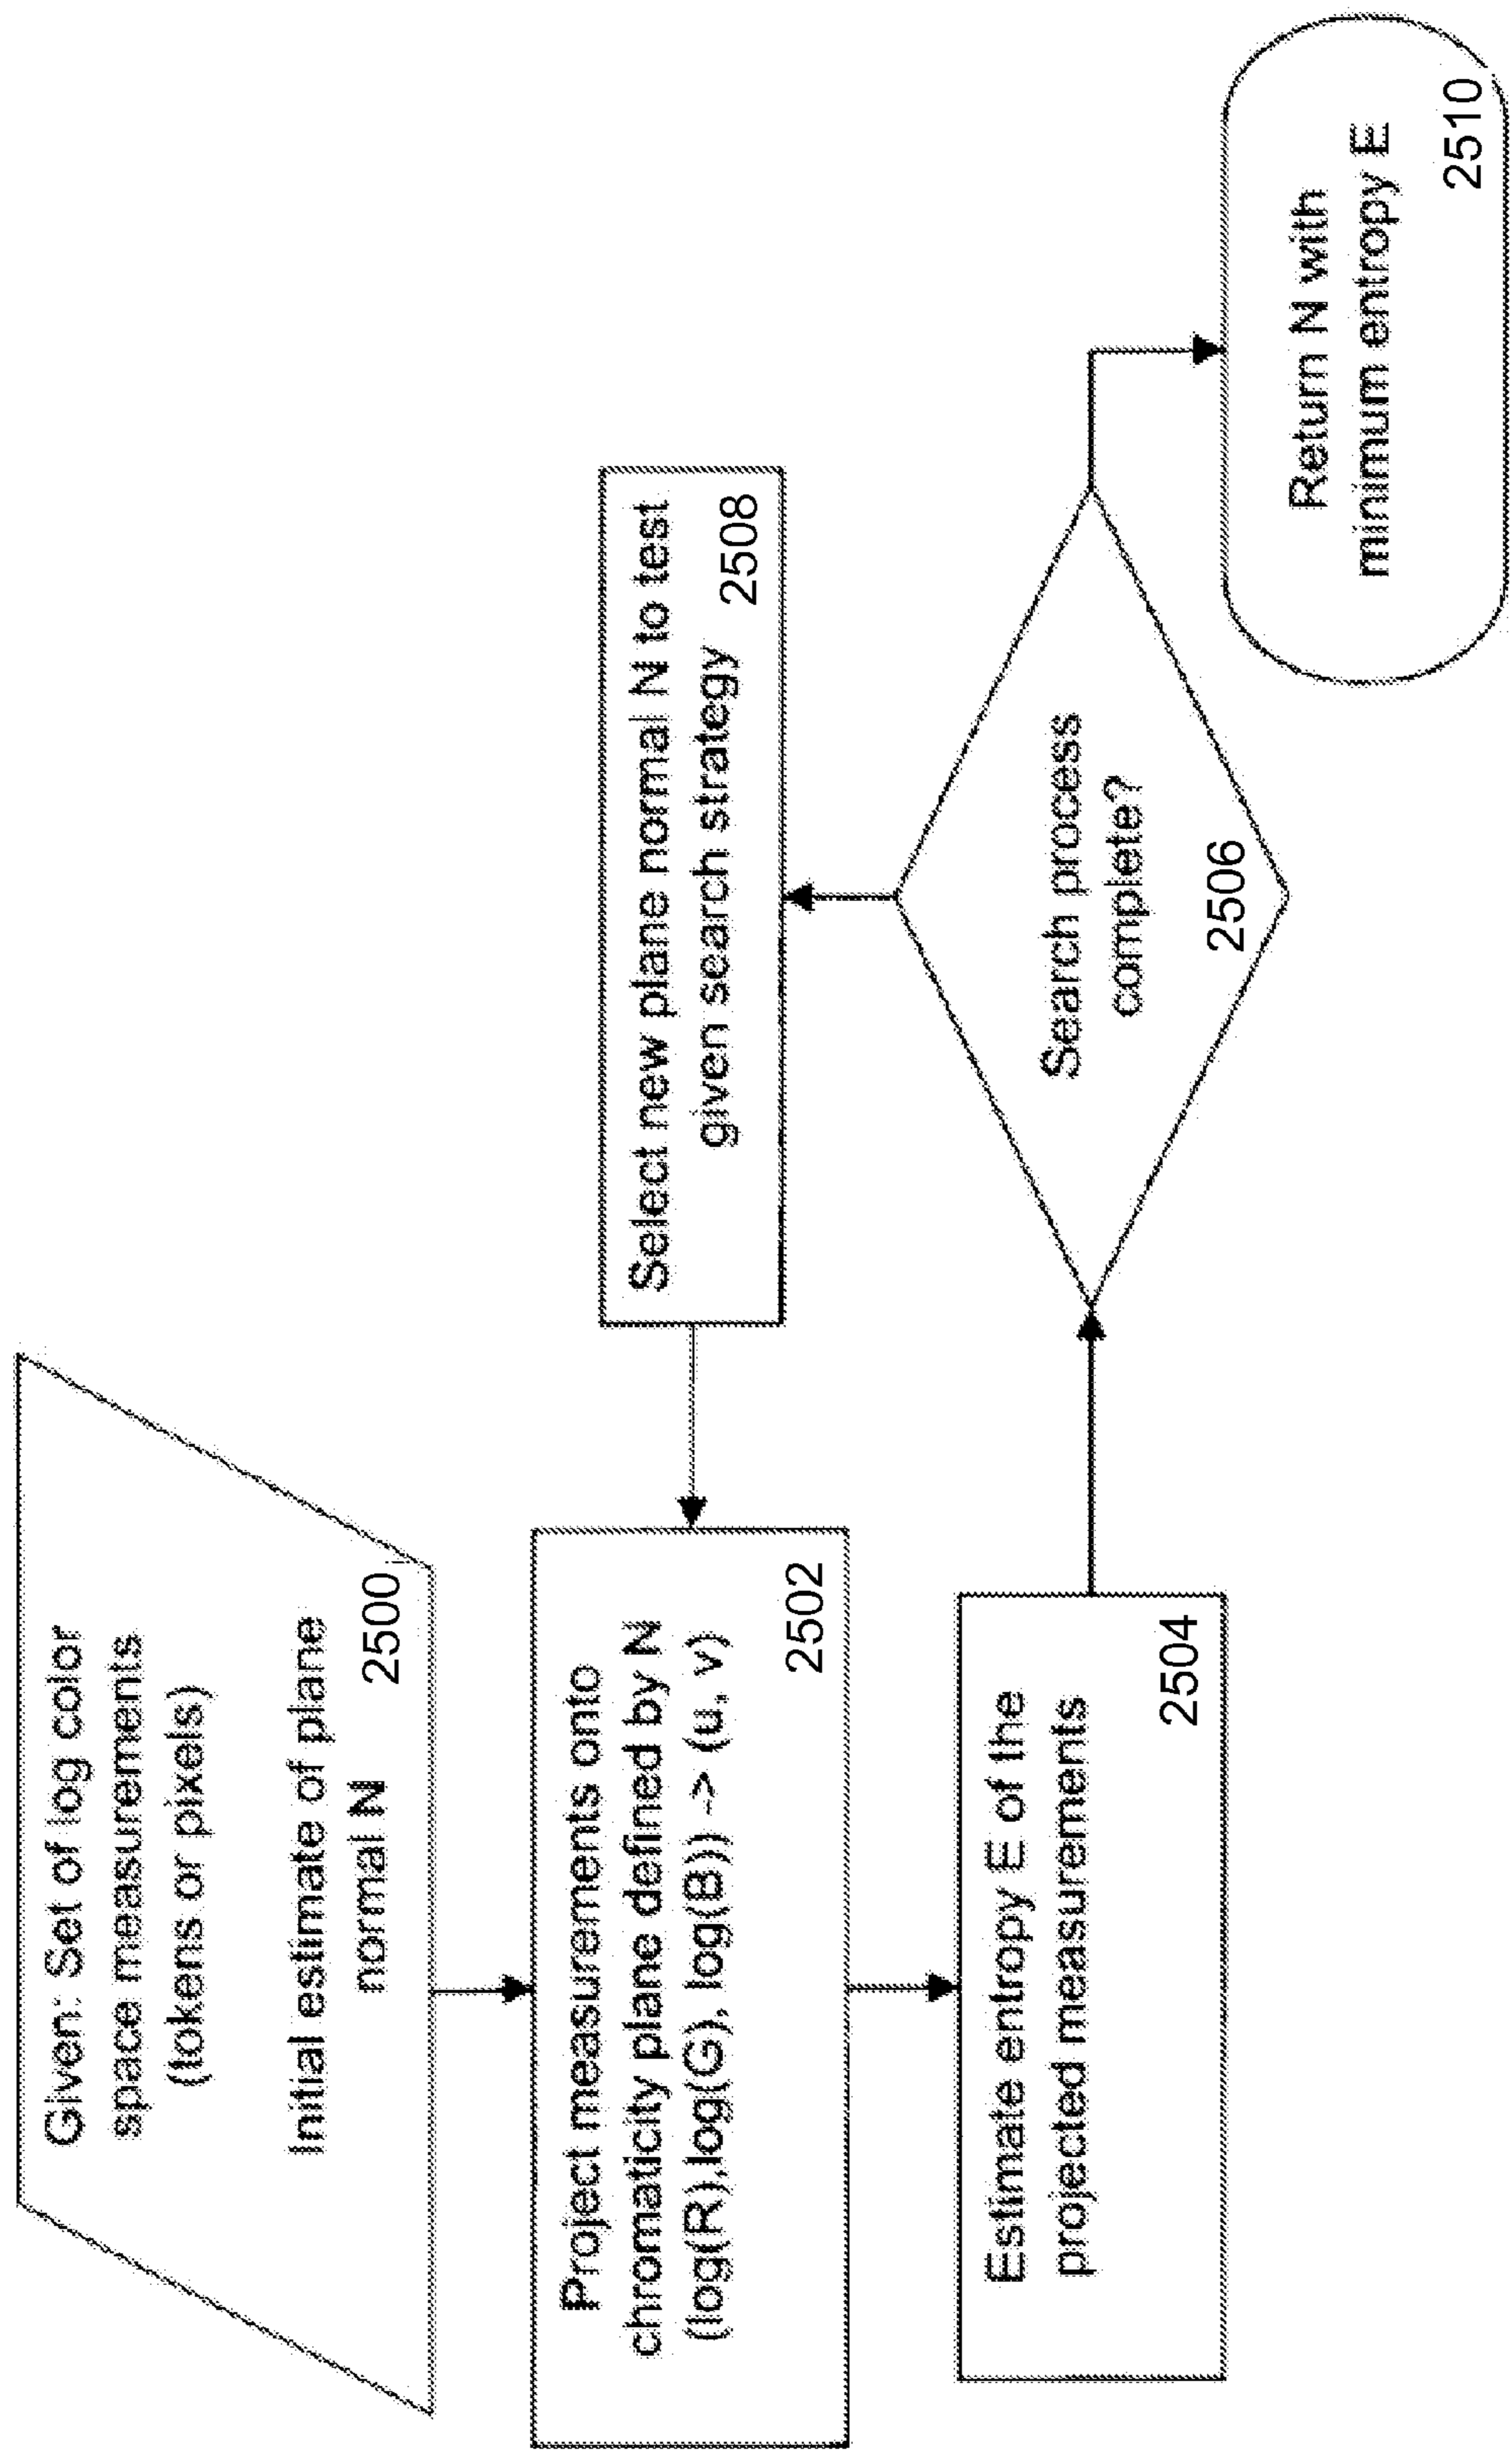 Given: Set of log color
space measurements
(tokens or pixels)
Initial estimate of plane
normal N
2500
Project measurements onto
chromaticity plane defined by N
(log(R),log(G), log(B)) -> (u, v)
2502
Estimate entropy E of the
projected measurements
2504
Search process
complete?
2506
Select new plane normal N to test
given search strategy
2508
Return N with
minimum entropy E
2510